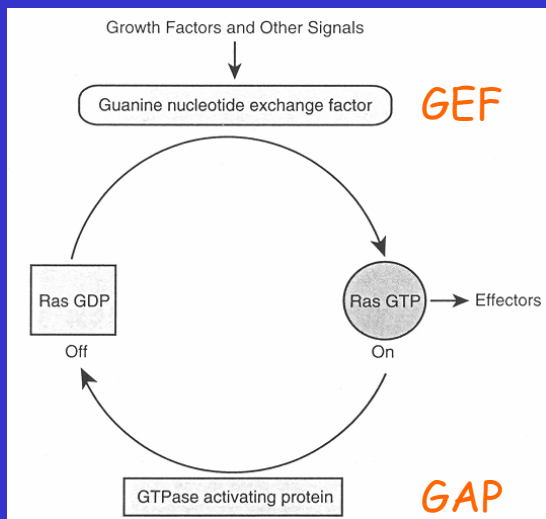 Growth Factors and Other Signals
Guanine nucleotide exchange factor
GEF
Ras GDP
Ras GTP
Effectors
Off
On
GTPase activating protein
GAP